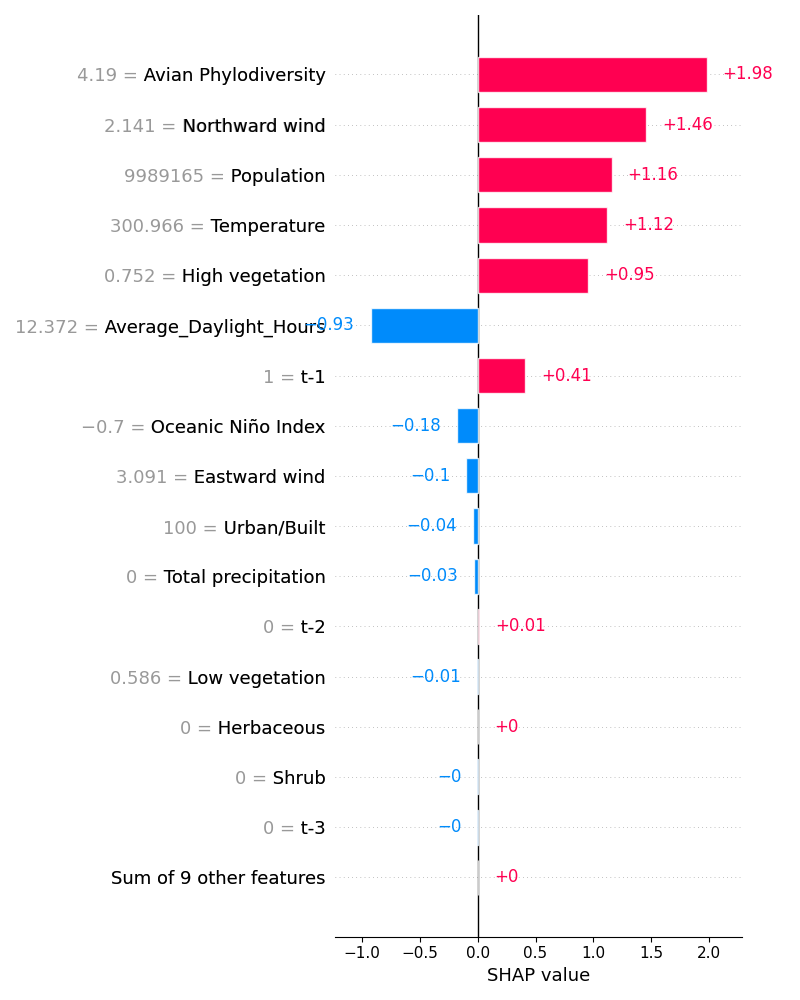 4.19 = Avian Phylodiversity +1.98
2.141 = Northward wind +1.46
9989165 = Population +1.16
300.966 = Temperature +1.12
0.752 = High vegetation +0.95
12.372 = Average_Daylight_Hours −0.93
1 = t-1 +0.41
−0.7 = Oceanic Niño Index −0.18
3.091 = Eastward wind −0.1
100 = Urban/Built −0.04
0 = Total precipitation −0.03
0 = t-2 +0.01
0.586 = Low vegetation −0.01
0 = Herbaceous +0
0 = Shrub −0
0 = t-3 −0
Sum of 9 other features +0
−1.0 −0.5 0.0 0.5 1.0 1.5 2.0
SHAP value